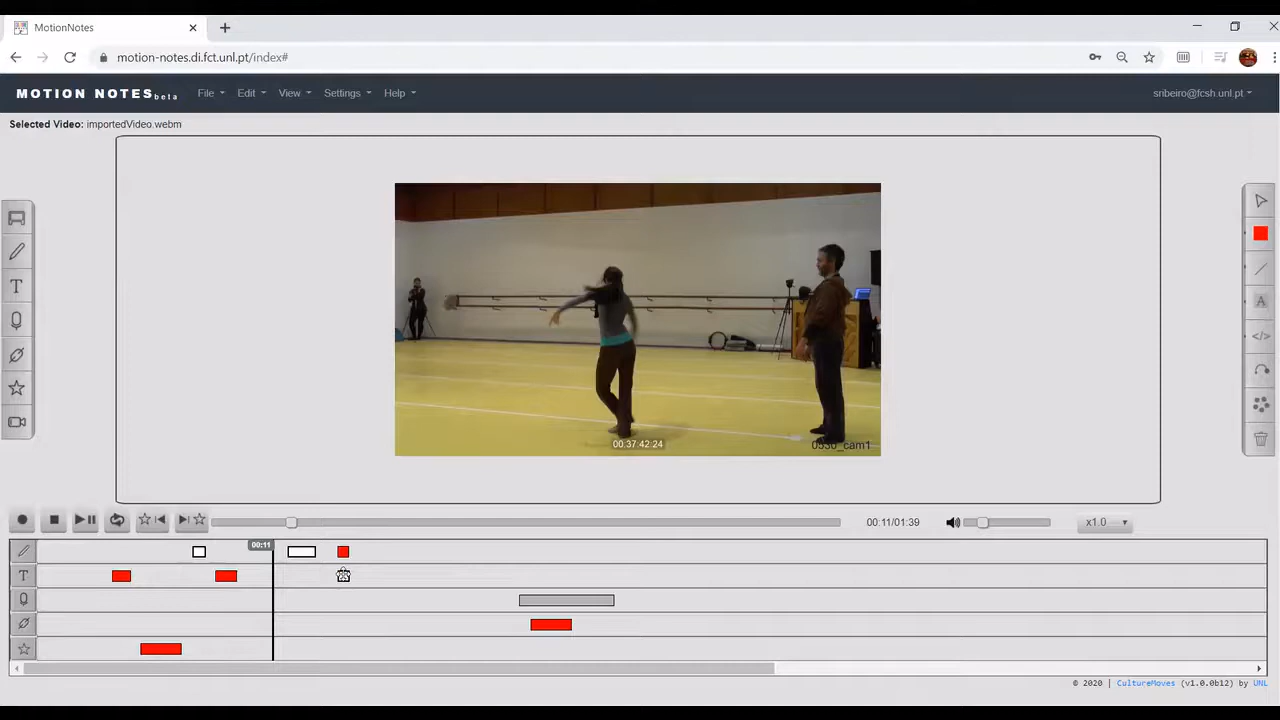 MotionNotes
motion-notes.di.fct.unl.pt/index#
MOTION NOTES beta File Edit View Settings Help sribeiro@fcsh.unl.pt
Selected Video: importedVideo.webm
T
A
</>
00:37:42:24
0530_cam1
00:11/01:39
x1.0
00:11
T
© 2020 | CultureMoves (v1.0.0b12) by UNL